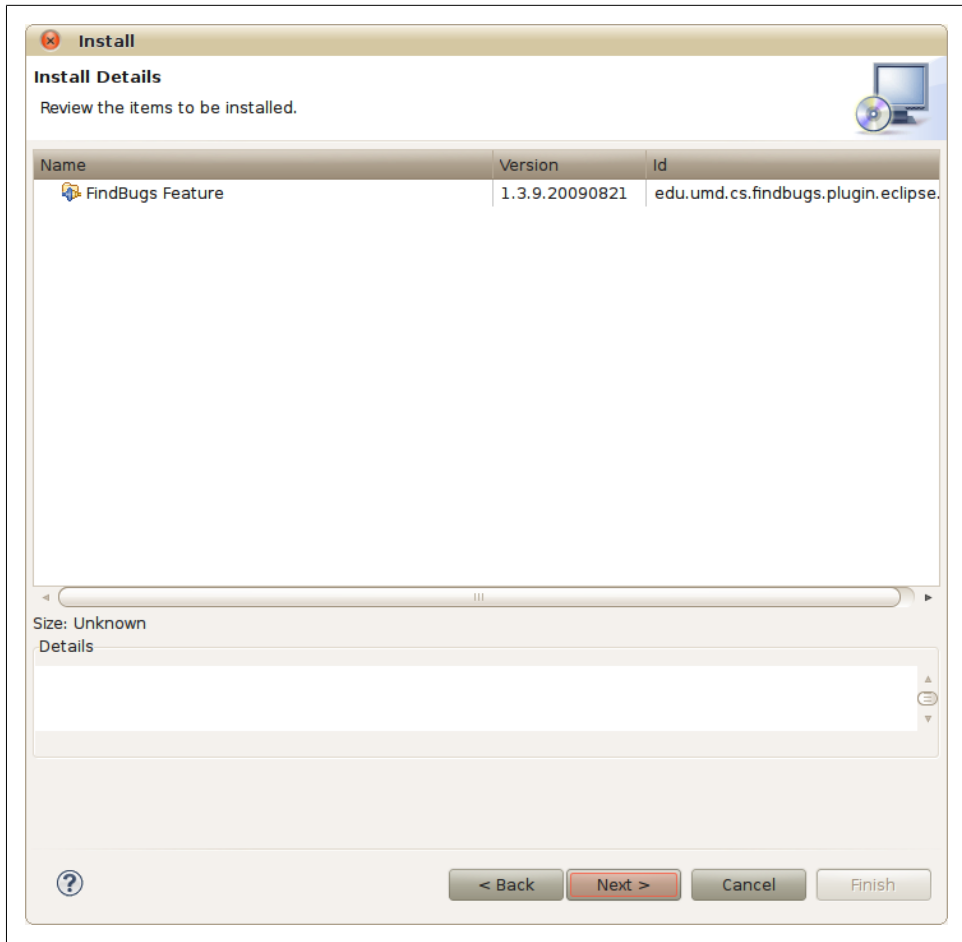 Install
Install Details
Review the items to be installed.
Name Version Id
FindBugs Feature 1.3.9.20090821 edu.umd.cs.findbugs.plugin.eclipse.
Size: Unknown
Details
? < Back Next > Cancel Finish